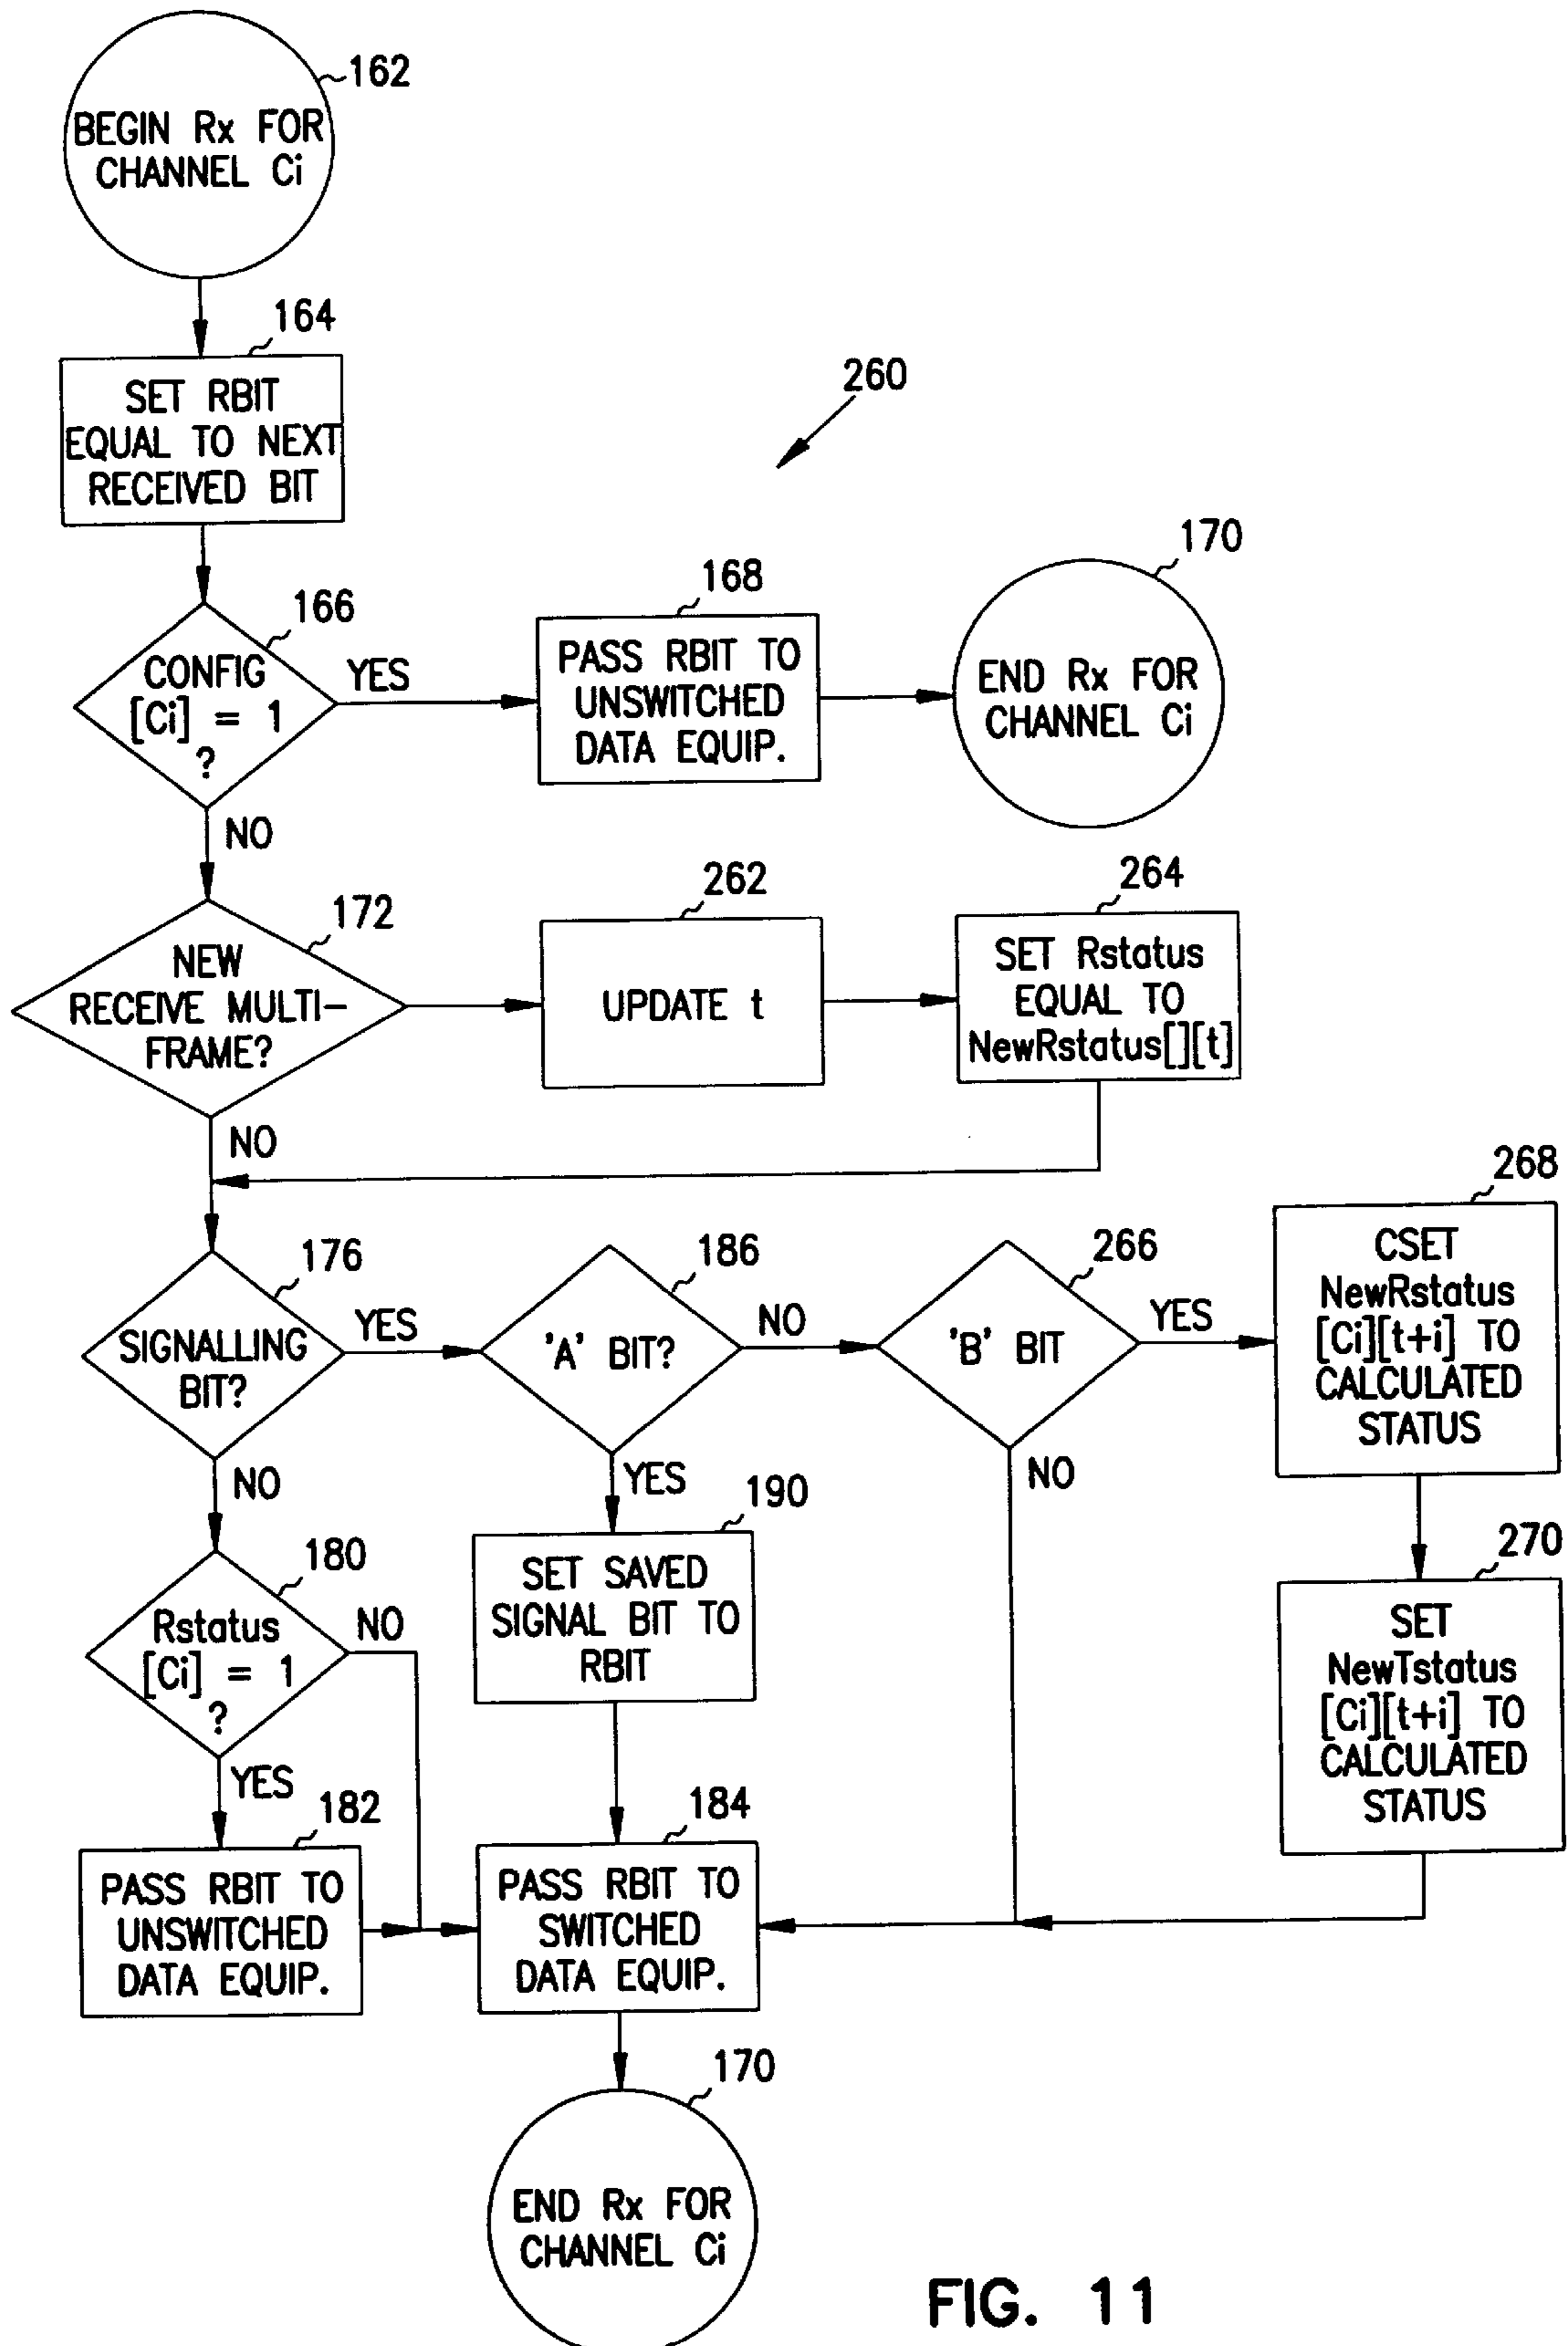 162
BEGIN Rx FOR
CHANNEL Ci
164
SET RBIT
EQUAL TO NEXT
RECEIVED BIT
260
166
CONFIG
[Ci] = 1
?
YES
NO
168
PASS RBIT TO
UNSWITCHED
DATA EQUIP.
170
END Rx FOR
CHANNEL Ci
172
NEW
RECEIVE MULTI-
FRAME?
NO
262
UPDATE t
264
SET Rstatus
EQUAL TO
NewRstatus[][t]
176
SIGNALLING
BIT?
YES
NO
186
'A' BIT?
NO
YES
266
'B' BIT
YES
NO
268
CSET
NewRstatus
[Ci][t+i] TO
CALCULATED
STATUS
270
SET
NewTstatus
[Ci][t+i] TO
CALCULATED
STATUS
180
Rstatus
[Ci] = 1
?
NO
YES
190
SET SAVED
SIGNAL BIT TO
RBIT
182
PASS RBIT TO
UNSWITCHED
DATA EQUIP.
184
PASS RBIT TO
SWITCHED
DATA EQUIP.
170
END Rx FOR
CHANNEL Ci
FIG. 11